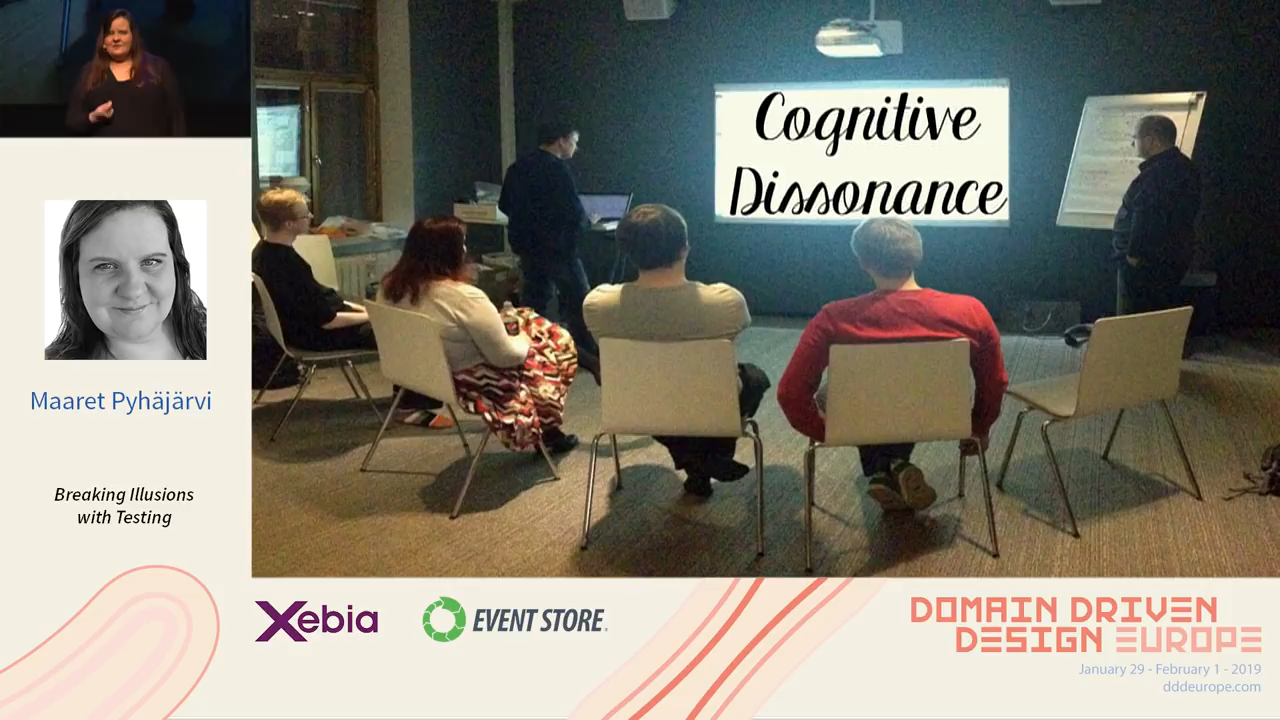 Cognitive
Dissonance
Maaret Pyhäjärvi
Breaking Illusions
with Testing
Xebia
EVENT STORE
DOMAIN DRIVEN
DESIGN EUROPE
January 29 - February 1 - 2019
dddeurope.com